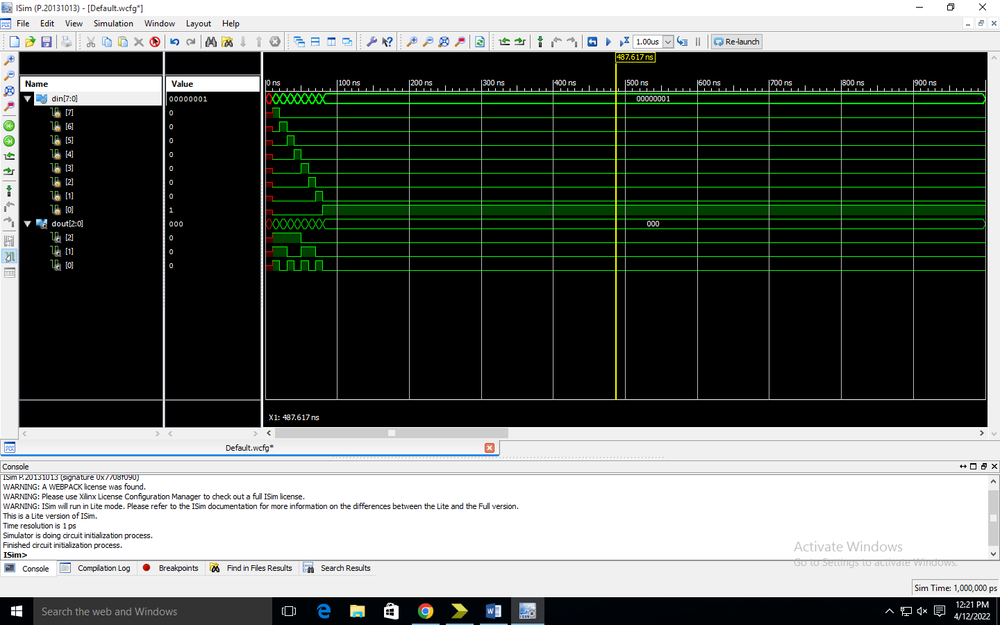 ISim (P.20131013) - [Default.wcfg*]
File Edit View Simulation Window Layout Help
1.00us Re-launch
487.617 ns
Name Value
0 ns 100 ns 200 ns 300 ns 400 ns 500 ns 600 ns 700 ns 800 ns 900 ns
din[7:0] 00000001 00000001
[7] 0
[6] 0
[5] 0
[4] 0
[3] 0
[2] 0
[1] 0
[0] 1
dout[2:0] 000 000
[2] 0
[1] 0
[0] 0
X1: 487.617 ns
Default.wcfg*
Console
ISim P.20131013 (signature 0x7708f090)
WARNING: A WEBPACK license was found.
WARNING: Please use Xilinx License Configuration Manager to check out a full ISim license.
WARNING: ISim will run in Lite mode. Please refer to the ISim documentation for more information on the differences between the Lite and the Full version.
This is a Lite version of ISim.
Time resolution is 1 ps
Simulator is doing circuit initialization process.
Finished circuit initialization process.
ISim>
Activate Windows
Go to Settings to activate Windows.
Console Compilation Log Breakpoints Find in Files Results Search Results
Sim Time: 1,000,000 ps
Search the web and Windows
12:21 PM
4/12/2022